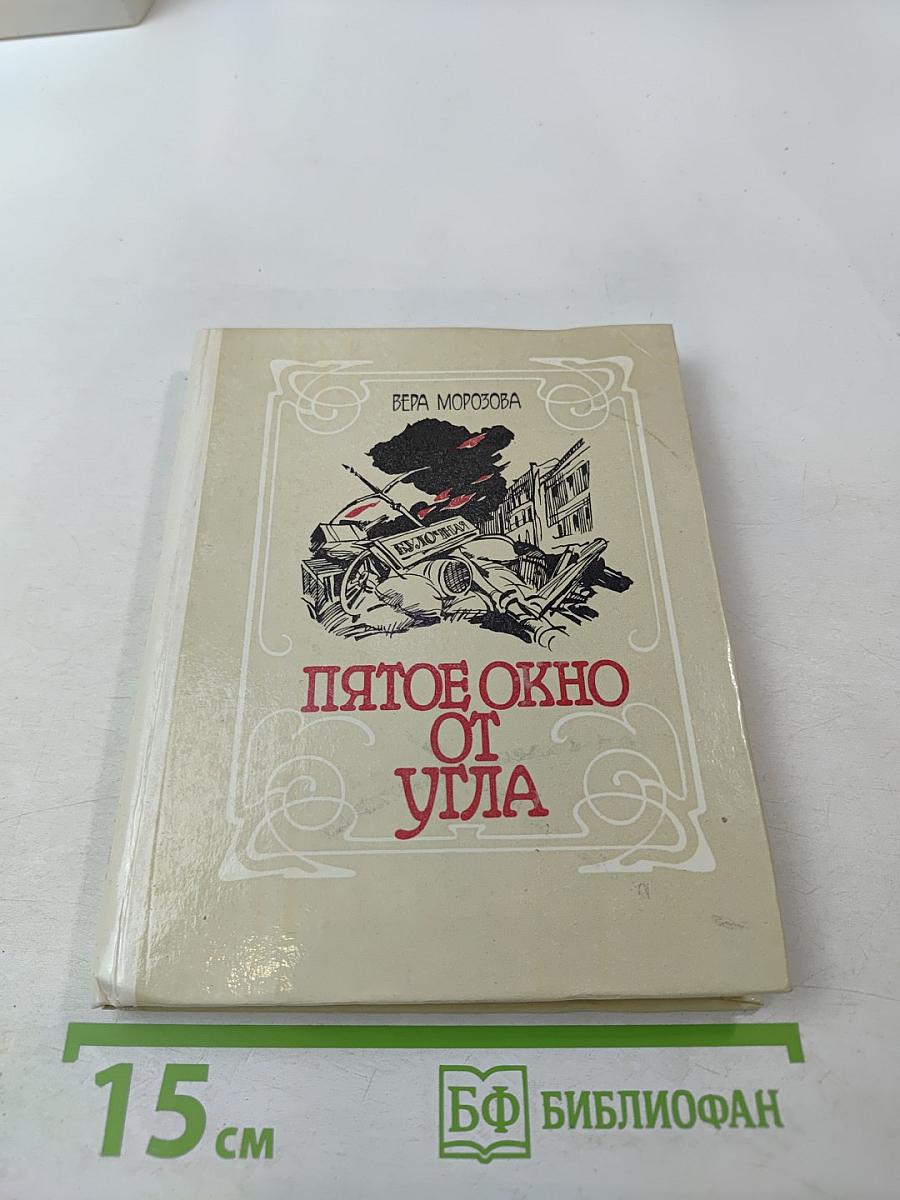 ВЕРА МОРОЗОВА
БУЛОЧНАЯ
ПЯТОЕ ОКНО
ОТ
УГЛА
15 см
БФ БИБЛИОФАН